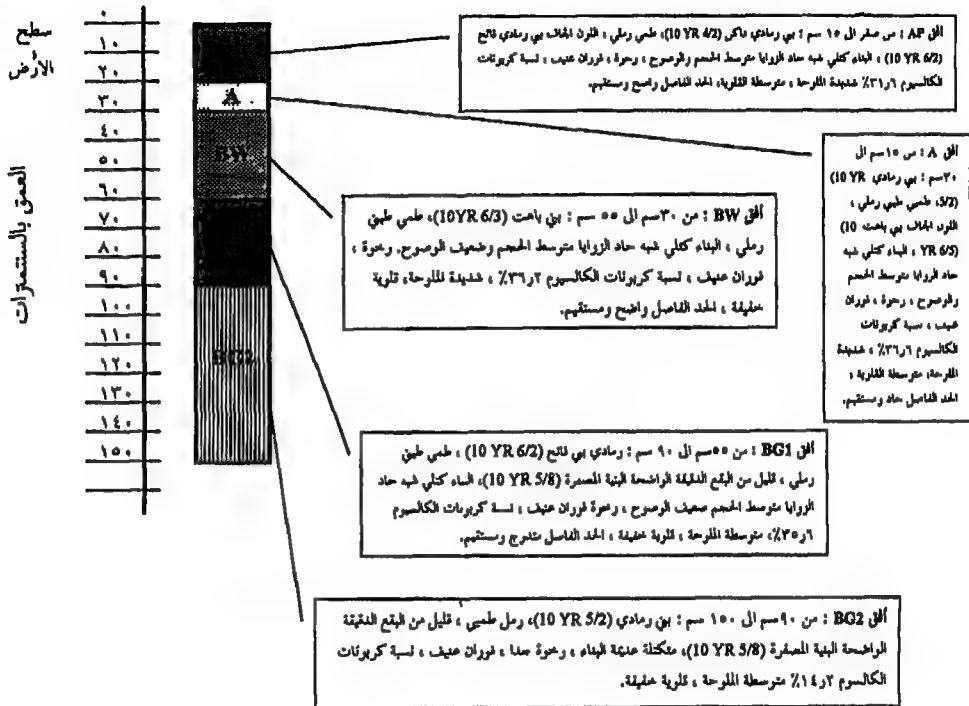 سطح
الأرض
العمق بالسنتمترات
٠
١٠
٢٠
٣٠
٤٠
٥٠
٦٠
٧٠
٨٠
٩٠
١٠٠
١١٠
١٢٠
١٣٠
١٤٠
١٥٠
A
BW
BG2
أفق AP : من صفر الى ١٥ سم : بني رمادي داكن (10 YR 4/2)، طمي رملي ، اللون الجاف بني رمادي فاتح
(10 YR 6/2) ، البناء كتلي شبه حاد الزوايا متوسط الحجم والوضوح ، رخوة ، فوران عنيف ، نسبة كربونات
الكالسيوم ٣١٫٦٪ شديدة الملوحة ، متوسطة القلوية، الحد الفاصل واضح ومستقيم.
أفق A : من ١٥سم الى
٣٠سم : بني رمادي (10 YR
5/2)، طمي طيني رملي ،
اللون الجاف بني باهت (10
YR 6/3) ، البناء كتلي شبه
حاد الزوايا متوسط الحجم
والوضوح ، رخوة ، فوران
عنيف ، نسبة كربونات
الكالسيوم ٣٦٫٦٪ ، شديدة
الملوحة، متوسطة القلوية ،
الحد الفاصل حاد ومستقيم.
أفق BW : من ٣٠سم الى ٥٥ سم : بني باهت (10YR 6/3)، طمي طيني
رملي ، البناء كتلي شبه حاد الزوايا متوسط الحجم وضعيف الوضوح. رخوة ،
فوران عنيف ، نسبة كربونات الكالسيوم ٣٦٫٢٪ ، شديدة الملوحة، قلوية
خفيفة ، الحد الفاصل واضح ومستقيم.
أفق BG1 : من ٥٥سم الى ٩٠ سم : رمادي بني فاتح (10 YR 6/2) ، طمي طيني
رملي ، قليل من البقع الدقيقة الواضحة البنية المصفرة (10 YR 5/8)، البناء كتلي شبه حاد
الزوايا متوسط الحجم ضعيف الوضوح ، رخوة فوران عنيف ، نسبة كربونات الكالسيوم
٣٥٫٦٪، متوسطة الملوحة ، قلوية خفيفة ، الحد الفاصل متدرج ومستقيم.
أفق BG2 : من ٩٠سم الى ١٥٠ سم : بني رمادي (10 YR 5/2)، رمل طميي ، قليل من البقع الدقيقة
الواضحة البنية المصفرة (10 YR 5/8)، متكتلة عديمة البناء ، رخوة جدا ، فوران عنيف ، نسبة كربونات
الكالسوم ١٤٫٢٪ متوسطة الملوحة ، قلوية خفيفة.